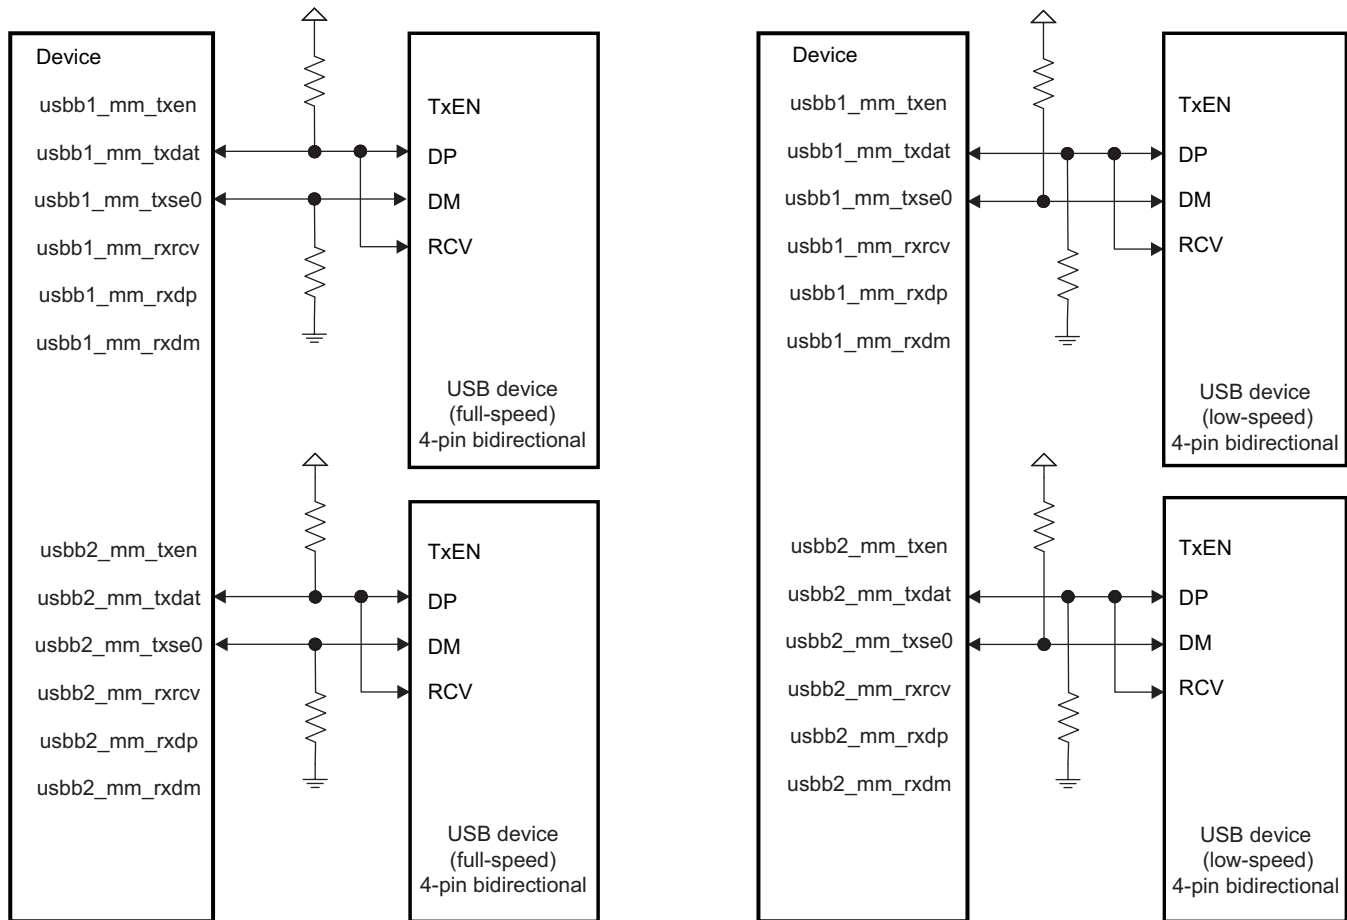 Device
usbb1_mm_txen
usbb1_mm_txdat
usbb1_mm_txse0
usbb1_mm_rxrcv
usbb1_mm_rxdp
usbb1_mm_rxdm
TxEN
DP
DM
RCV
USB device
(full-speed)
4-pin bidirectional
usbb2_mm_txen
usbb2_mm_txdat
usbb2_mm_txse0
usbb2_mm_rxrcv
usbb2_mm_rxdp
usbb2_mm_rxdm
TxEN
DP
DM
RCV
USB device
(full-speed)
4-pin bidirectional
Device
usbb1_mm_txen
usbb1_mm_txdat
usbb1_mm_txse0
usbb1_mm_rxrcv
usbb1_mm_rxdp
usbb1_mm_rxdm
TxEN
DP
DM
RCV
USB device
(low-speed)
4-pin bidirectional
usbb2_mm_txen
usbb2_mm_txdat
usbb2_mm_txse0
usbb2_mm_rxrcv
usbb2_mm_rxdp
usbb2_mm_rxdm
TxEN
DP
DM
RCV
USB device
(low-speed)
4-pin bidirectional